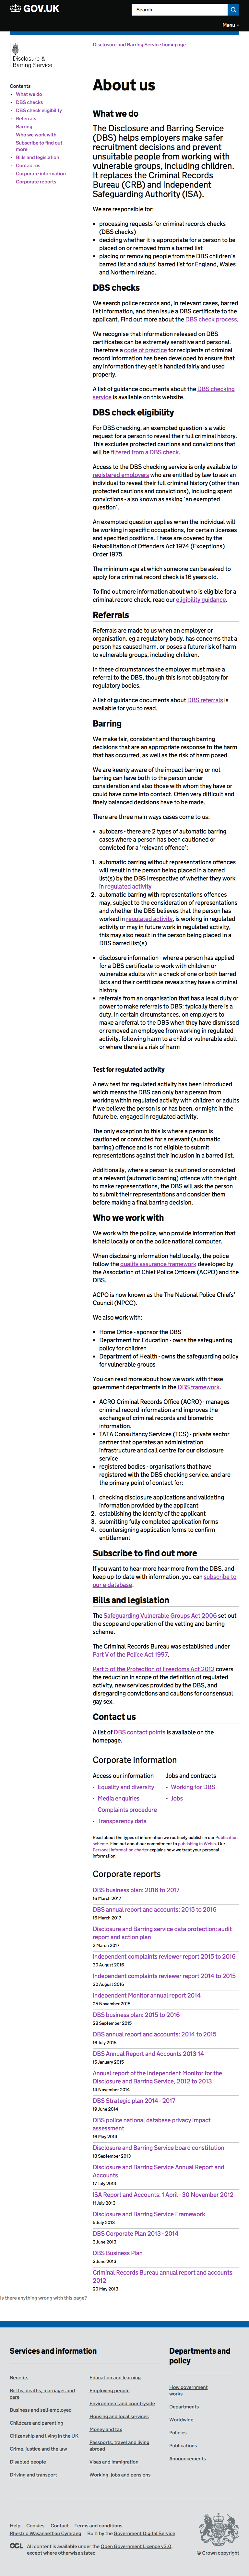 GOV.UK
Search
Menu
Disclosure and Barring Service homepage
Disclosure &
Barring Service
About us
Contents
What we do
DBS checks
DBS check eligibility
Referrals
Barring
Who we work with
Subscribe to find out
more
Bills and legislation
Contact us
Corporate information
Corporate reports
What we do
The Disclosure and Barring Service
(DBS) helps employers make safer
recruitment decisions and prevent
unsuitable people from working with
vulnerable groups, including children.
It replaces the Criminal Records
Bureau (CRB) and Independent
Safeguarding Authority (ISA).
We are responsible for:
• processing requests for criminal records checks
(DBS checks)
• deciding whether it is appropriate for a person to be
placed on or removed from a barred list
• placing or removing people from the DBS children’s
barred list and adults’ barred list for England, Wales
and Northern Ireland.
DBS checks
We search police records and, in relevant cases, barred
list information, and then issue a DBS certificate to the
applicant. Find out more about the DBS check process.
We recognise that information released on DBS
certificates can be extremely sensitive and personal.
Therefore a code of practice for recipients of criminal
record information has been developed to ensure that
any information they get is handled fairly and used
properly.
A list of guidance documents about the DBS checking
service is available on this website.
DBS check eligibility
For DBS checking, an exempted question is a valid
request for a person to reveal their full criminal history.
This excludes protected cautions and convictions that
will be filtered from a DBS check.
Access to the DBS checking service is only available to
registered employers who are entitled by law to ask an
individual to reveal their full criminal history (other than
protected cautions and convictions), including spent
convictions - also known as asking ‘an exempted
question’.
An exempted question applies when the individual will
be working in specific occupations, for certain licenses
and specified positions. These are covered by the
Rehabilitation of Offenders Act 1974 (Exceptions)
Order 1975.
The minimum age at which someone can be asked to
apply for a criminal record check is 16 years old.
To find out more information about who is eligible for a
criminal record check, read our eligibility guidance.
Referrals
Referrals are made to us when an employer or
organisation, eg a regulatory body, has concerns that a
person has caused harm, or poses a future risk of harm
to vulnerable groups, including children.
In these circumstances the employer must make a
referral to the DBS, though this is not obligatory for
regulatory bodies.
A list of guidance documents about DBS referrals is
available for you to read.
Barring
We make fair, consistent and thorough barring
decisions that are an appropriate response to the harm
that has occurred, as well as to the risk of harm posed.
We are keenly aware of the impact barring or not
barring can have on both the person under
consideration and also those with whom they have or
could have come into contact. Often very difficult and
finely balanced decisions have to be made.
There are three main ways cases come to us:
• autobars - there are 2 types of automatic barring
cases where a person has been cautioned or
convicted for a ‘relevant offence’:
1. automatic barring without representation offences
will result in the person being placed in a barred
list(s) by the DBS irrespective of whether they work
in regulated activity
2. automatic barring with representations offences
may, subject to the consideration of representations
and whether the DBS believes that the person has
worked in regulated activity, is working in regulated
activity or may in future work in regulated activity,
may also result in the person being placed in a
DBS barred list(s)
• disclosure information - where a person has applied
for a DBS certificate to work with children or
vulnerable adults with a check of one or both barred
lists and their certificate reveals they have a criminal
history
• referrals from an organisation that has a legal duty or
power to make referrals to DBS: typically there is a
duty, in certain circumstances, on employers to
make a referral to the DBS when they have dismissed
or removed an employee from working in regulated
activity, following harm to a child or vulnerable adult
or where there is a risk of harm
Test for regulated activity
A new test for regulated activity has been introduced
which means the DBS can only bar a person from
working within regulated activity with children or adults
if we believe the person is or has been, or might in the
future be, engaged in regulated activity.
The only exception to this is where a person is
cautioned or convicted for a relevant (automatic
barring) offence and is not eligible to submit
representations against their inclusion in a barred list.
Additionally, where a person is cautioned or convicted
of a relevant (automatic barring) offence with the right
to make representations, the DBS will ask the person to
submit their representations and consider them
before making a final barring decision.
Who we work with
We work with the police, who provide information that
is held locally or on the police national computer.
When disclosing information held locally, the police
follow the quality assurance framework developed by
the Association of Chief Police Officers (ACPO) and the
DBS.
ACPO is now known as the The National Police Chiefs’
Council (NPCC).
We also work with:
• Home Office - sponsor the DBS
• Department for Education - owns the safeguarding
policy for children
• Department of Health - owns the safeguarding policy
for vulnerable groups
You can read more about how we work with these
government departments in the DBS framework.
• ACRO Criminal Records Office (ACRO) - manages
criminal record information and improves the
exchange of criminal records and biometric
information
• TATA Consultancy Services (TCS) - private sector
partner that operates an administration
infrastructure and call centre for our disclosure
service
• registered bodies - organisations that have
registered with the DBS checking service, and are
the primary point of contact for:
1. checking disclosure applications and validating
information provided by the applicant
2. establishing the identity of the applicant
3. submitting fully completed application forms
4. countersigning application forms to confirm
entitlement
Subscribe to find out more
If you want to hear more hear more from the DBS, and
keep up-to-date with information, you can subscribe to
our e-database.
Bills and legislation
The Safeguarding Vulnerable Groups Act 2006 set out
the scope and operation of the vetting and barring
scheme.
The Criminal Records Bureau was established under
Part V of the Police Act 1997.
Part 5 of the Protection of Freedoms Act 2012 covers
the reduction in scope of the definition of regulated
activity, new services provided by the DBS, and
disregarding convictions and cautions for consensual
gay sex.
Contact us
A list of DBS contact points is available on the
homepage.
Corporate information
Access our information
• Equality and diversity
• Media enquiries
• Complaints procedure
• Transparency data
Jobs and contracts
• Working for DBS
• Jobs
Read about the types of information we routinely publish in our Publication
scheme. Find out about our commitment to publishing in Welsh. Our
Personal information charter explains how we treat your personal
information.
Corporate reports
DBS business plan: 2016 to 2017
16 March 2017
DBS annual report and accounts: 2015 to 2016
16 March 2017
Disclosure and Barring service data protection: audit
report and action plan
2 March 2017
Independent complaints reviewer report 2015 to 2016
30 August 2016
Independent complaints reviewer report 2014 to 2015
30 August 2016
Independent Monitor annual report 2014
25 November 2015
DBS business plan: 2015 to 2016
28 September 2015
DBS annual report and accounts: 2014 to 2015
16 July 2015
DBS Annual Report and Accounts 2013-14
15 January 2015
Annual report of the Independent Monitor for the
Disclosure and Barring Service, 2012 to 2013
14 November 2014
DBS Strategic plan 2014 - 2017
19 June 2014
DBS police national database privacy impact
assessment
16 May 2014
Disclosure and Barring Service board constitution
18 September 2013
Disclosure and Barring Service Annual Report and
Accounts
17 July 2013
ISA Report and Accounts: 1 April - 30 November 2012
11 July 2013
Disclosure and Barring Service Framework
5 July 2013
DBS Corporate Plan 2013 - 2014
3 June 2013
DBS Business Plan
3 June 2013
Criminal Records Bureau annual report and accounts
2012
20 May 2013
Is there anything wrong with this page?
Services and information
Benefits
Births, deaths, marriages and
care
Business and self-employed
Childcare and parenting
Citizenship and living in the UK
Crime, justice and the law
Disabled people
Driving and transport
Education and learning
Employing people
Environment and countryside
Housing and local services
Money and tax
Passports, travel and living
abroad
Visas and immigration
Working, jobs and pensions
Departments and
policy
How government
works
Departments
Worldwide
Policies
Publications
Announcements
Help Cookies Contact Terms and conditions
Rhestr o Wasanaethau Cymraeg Built by the Government Digital Service
OGL All content is available under the Open Government Licence v3.0,
except where otherwise stated
© Crown copyright